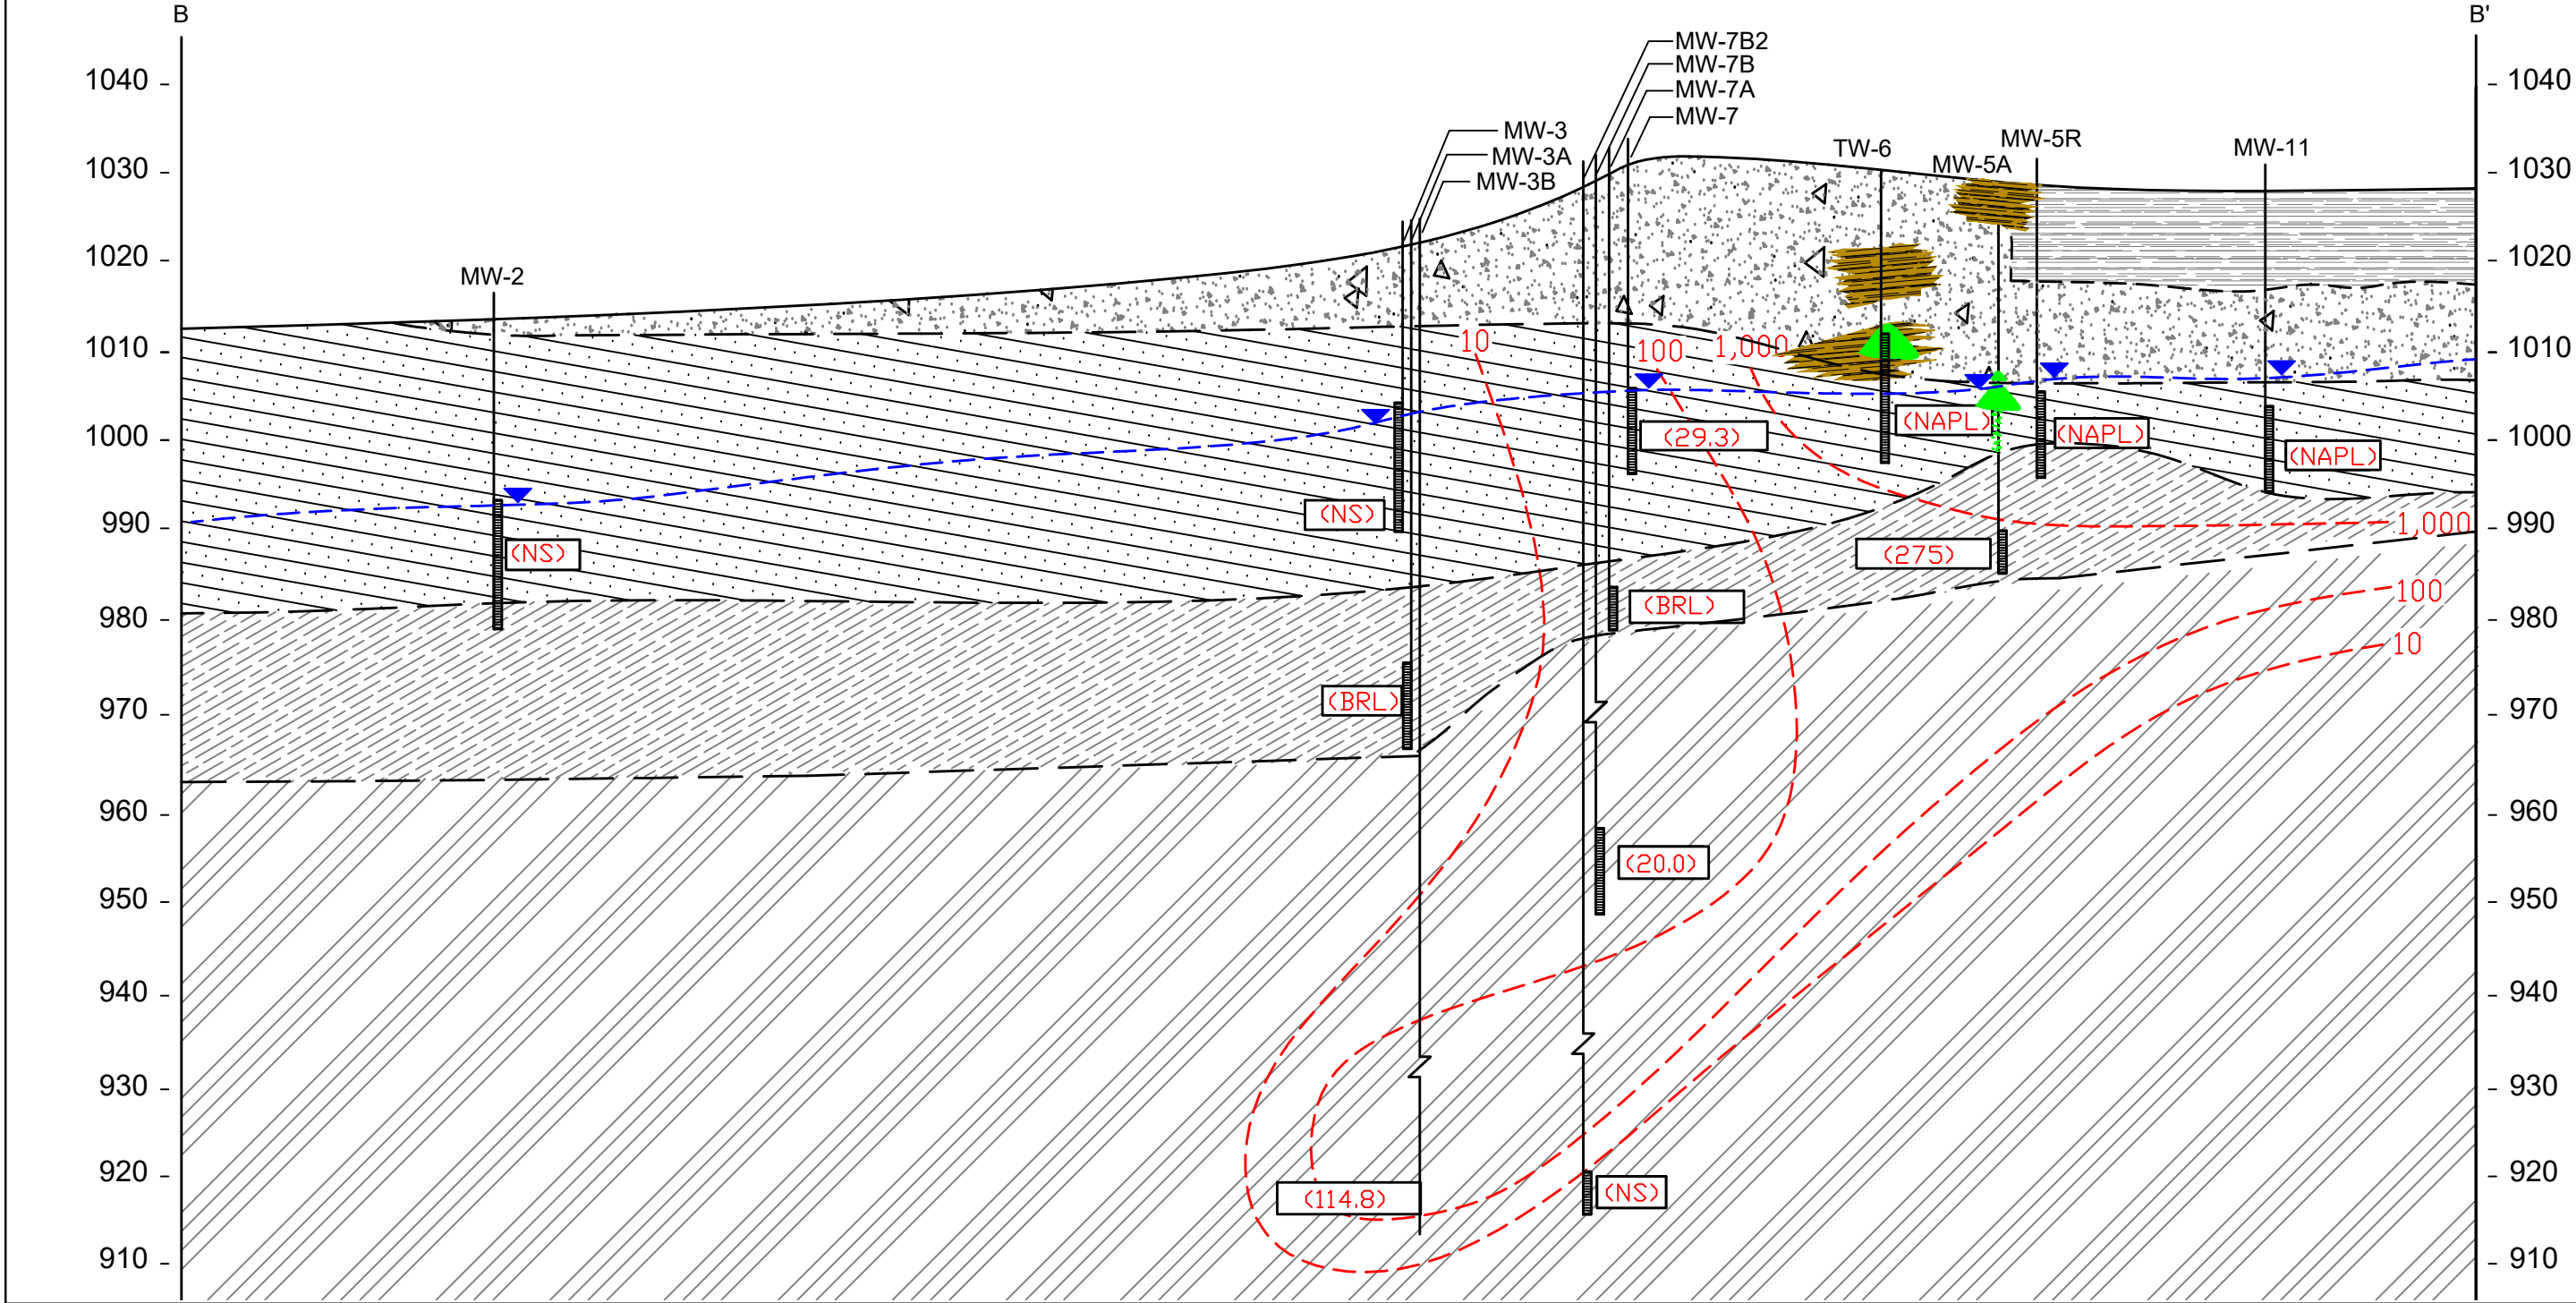 B B'
MW-7B2
MW-7B
1040 1040
MW-7A
MW-7
MW-3
MW-5R
TW-6 MW-11
MW-3A
MW-5A
1030 1030
MW-3B
1020 1020
MW-2
10 100 1,000
1010 1010
(NAPL)
(29.3) (NAPL)
1000 1000
(NAPL)
(NS)
990 1,000 990
(NS) (275)
100
(BRL)
980 980
10
(BRL)
970 970
960 960
(20.0)
950 950
940 940
930 930
920 920
(114.8) (NS)
910 910